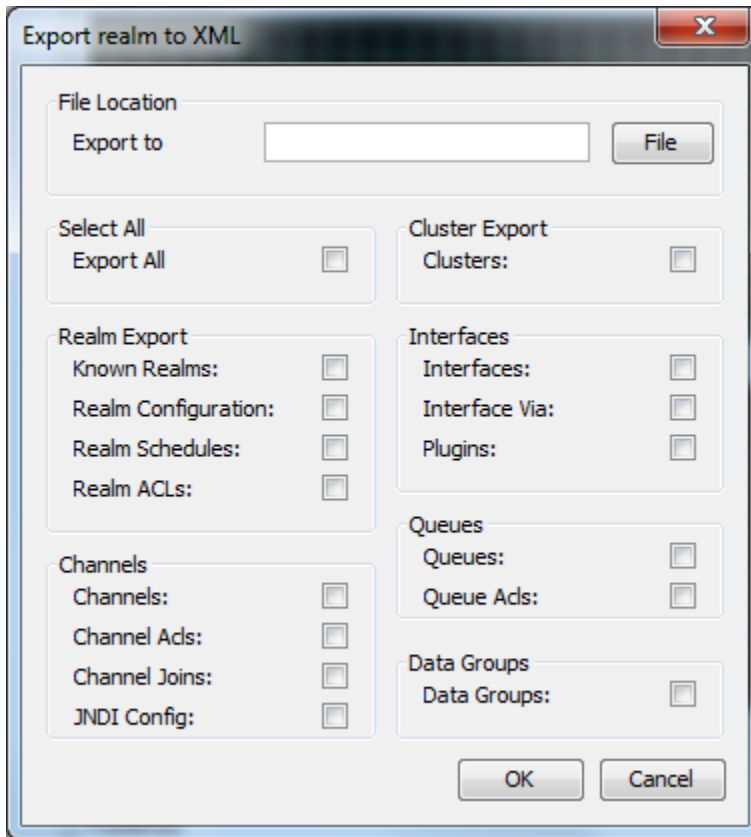 Export realm to XML
File Location
Export to
File
Select All
Export All
Cluster Export
Clusters:
Realm Export
Known Realms:
Realm Configuration:
Realm Schedules:
Realm ACLs:
Interfaces
Interfaces:
Interface Via:
Plugins:
Channels
Channels:
Channel Acls:
Channel Joins:
JNDI Config:
Queues
Queues:
Queue Acls:
Data Groups
Data Groups:
OK
Cancel